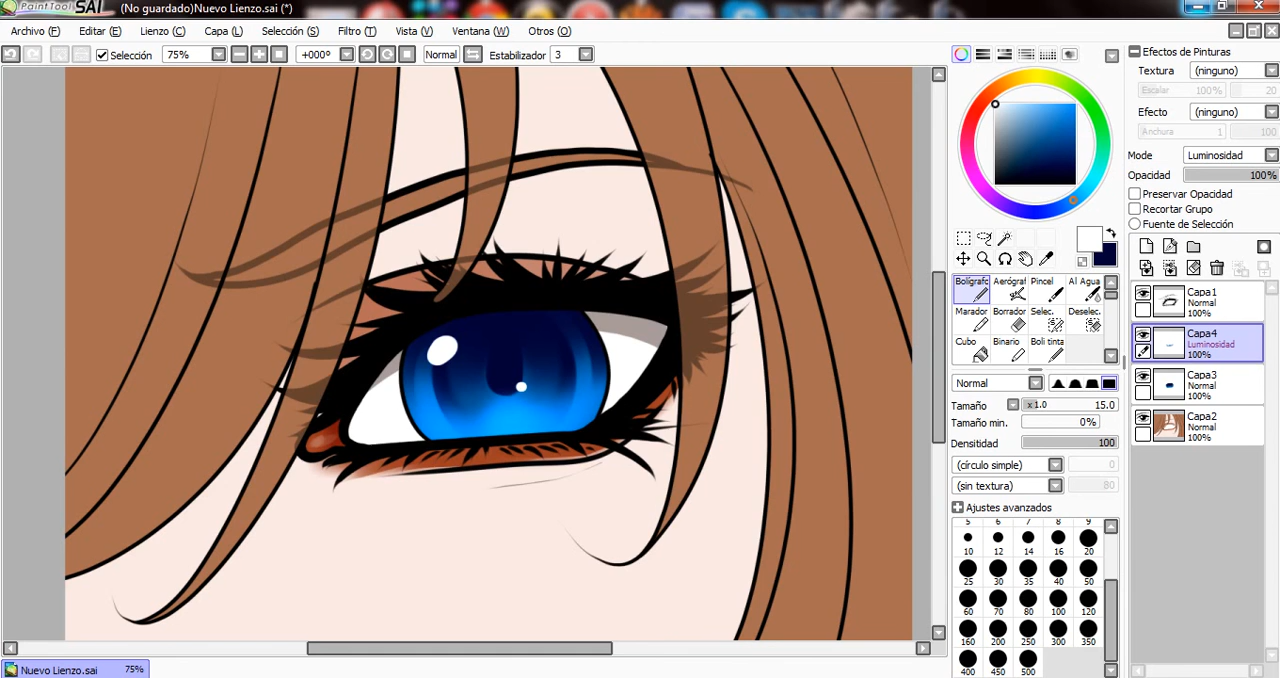 PaintTool SAI (No guardado)Nuevo Lienzo.sai (*)
Archivo (F) Editar (E) Lienzo (C) Capa (L) Selección (S) Filtro (T) Vista (V) Ventana (W) Otros (O)
Selección 75% +000º Normal Estabilizador 3
Efectos de Pinturas
Textura (ninguno)
Escalar 100% 20
Efecto (ninguno)
Anchura 1 100
Mode Luminosidad
Opacidad 100%
Preservar Opacidad
Recortar Grupo
Fuente de Selección
Bolígrafc Aerógraf Pincel Al Agua
Marador Borrador Selec. Deselec.
Cubo Binario Boli tinta
Normal
Tamaño x1.0 15.0
Tamaño min. 0%
Densitidad 100
(círculo simple) 0
(sin textura) 80
Ajustes avanzados
5 6 7 8 9
10 12 14 16 20
25 30 35 40 50
60 70 80 100 120
160 200 250 300 350
400 450 500
Capa1
Normal
100%
Capa4
Luminosidad
100%
Capa3
Normal
100%
Capa2
Normal
100%
Nuevo Lienzo.sai 75%